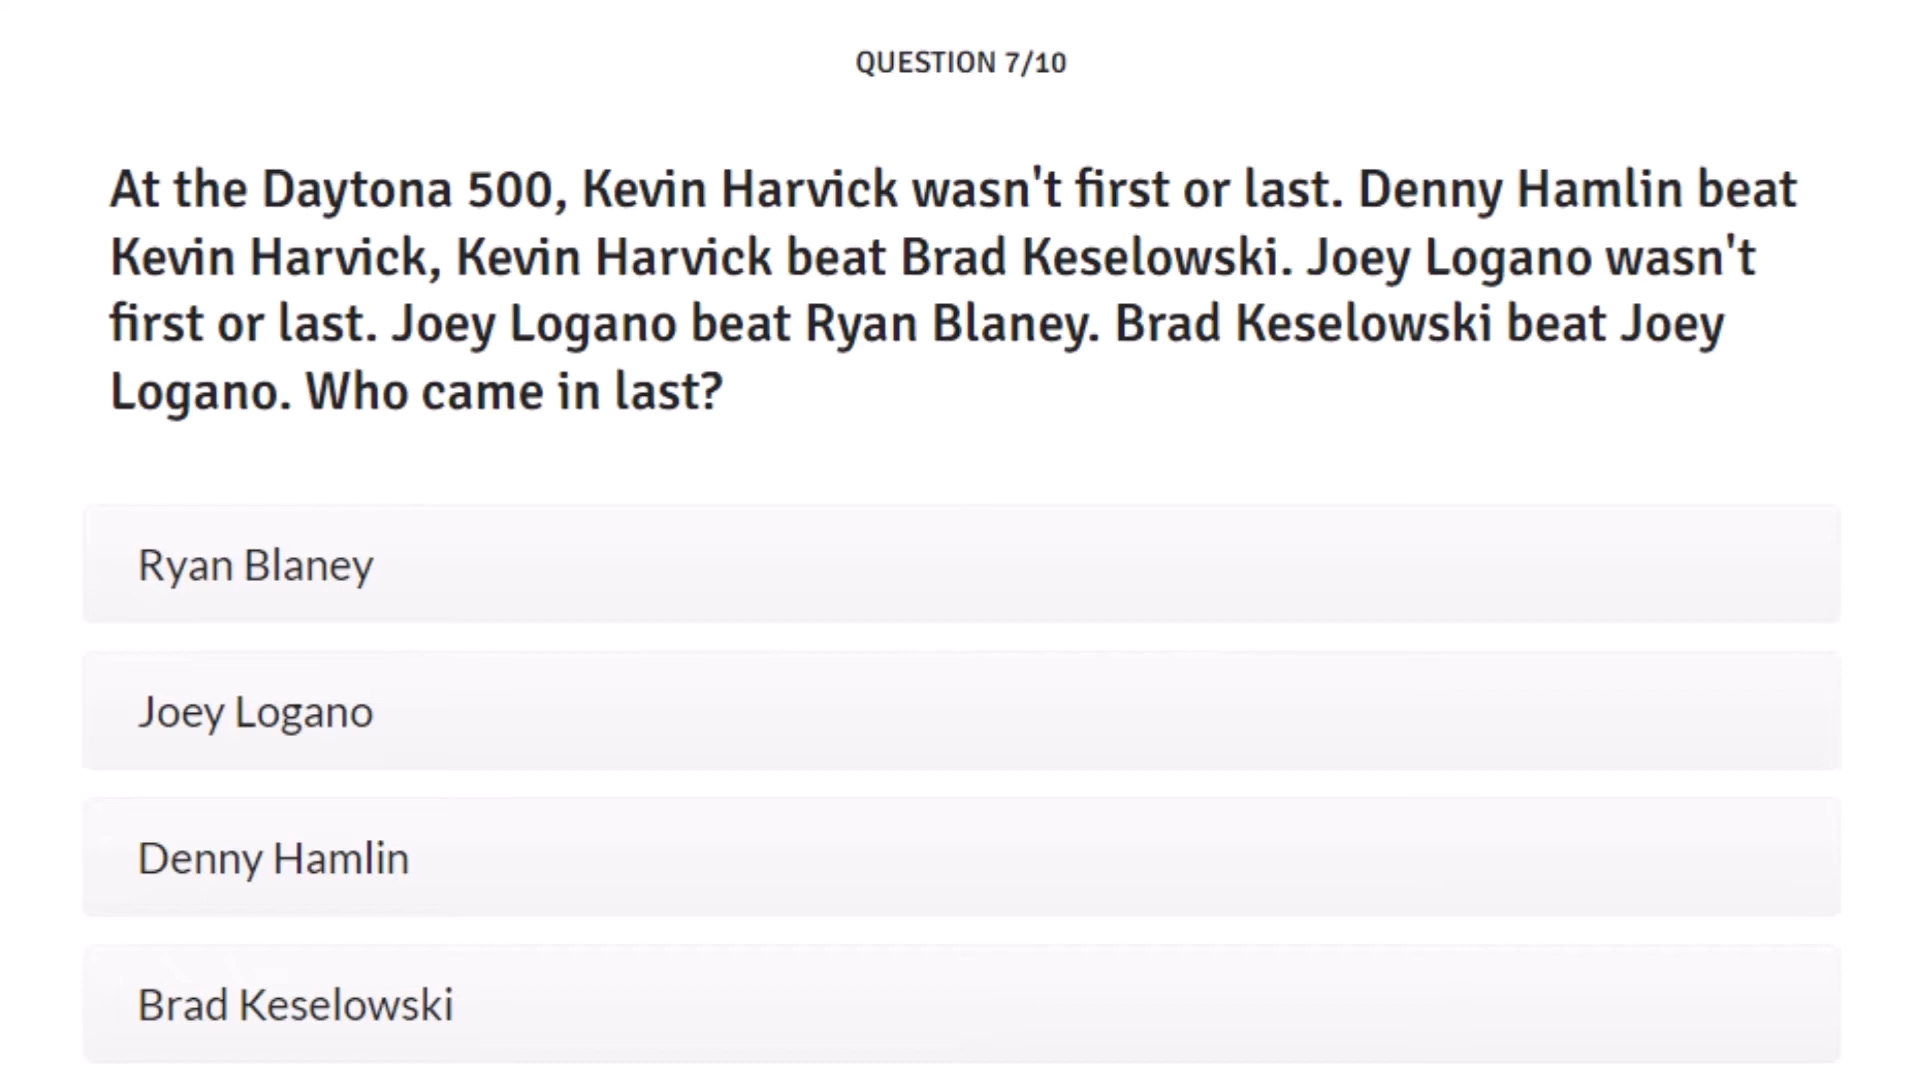 QUESTION 7/10
At the Daytona 500, Kevin Harvick wasn't first or last. Denny Hamlin beat
Kevin Harvick, Kevin Harvick beat Brad Keselowski. Joey Logano wasn't
first or last. Joey Logano beat Ryan Blaney. Brad Keselowski beat Joey
Logano. Who came in last?
Ryan Blaney
Joey Logano
Denny Hamlin
Brad Keselowski